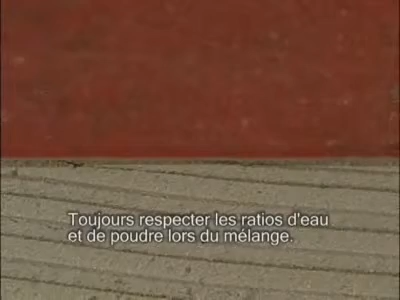 Toujours respecter les ratios d'eau
et de poudre lors du mélange.